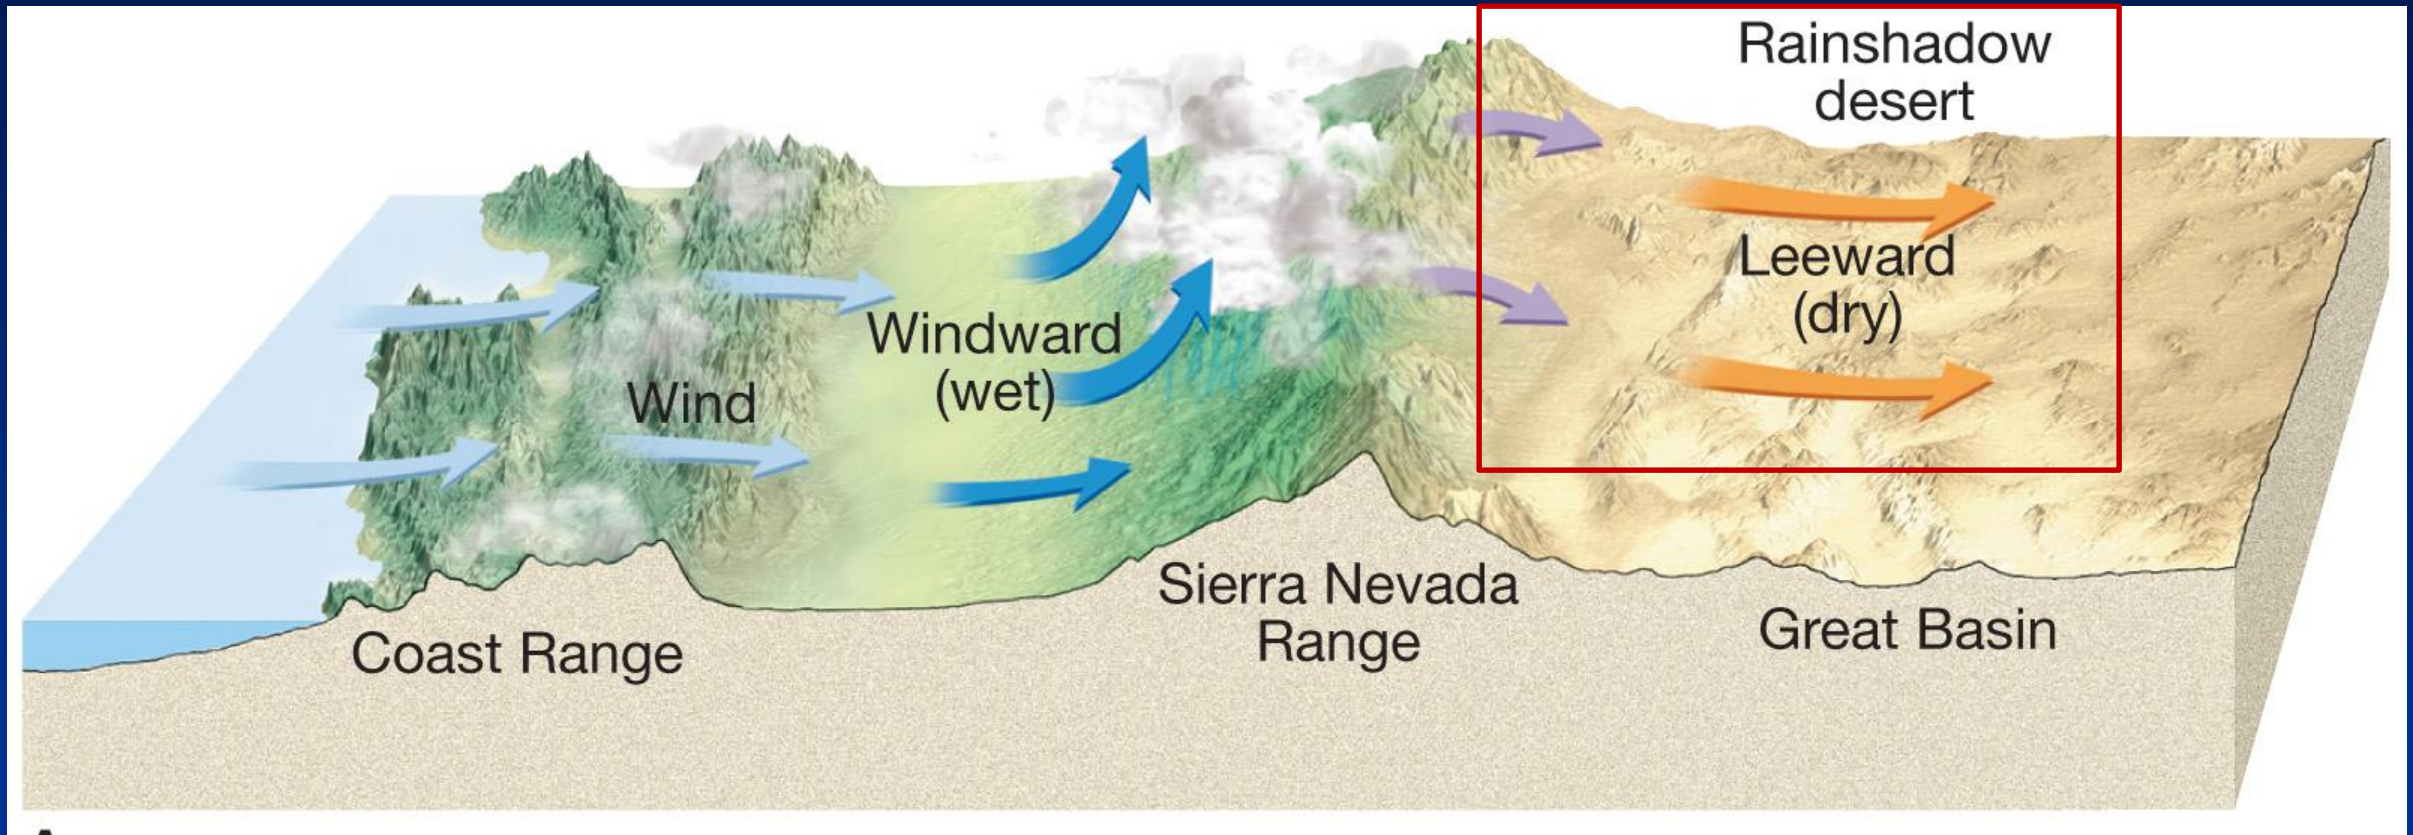 Rainshadow
desert
Leeward
(dry)
Windward
(wet)
Wind
Sierra Nevada
Range
Great Basin
Coast Range